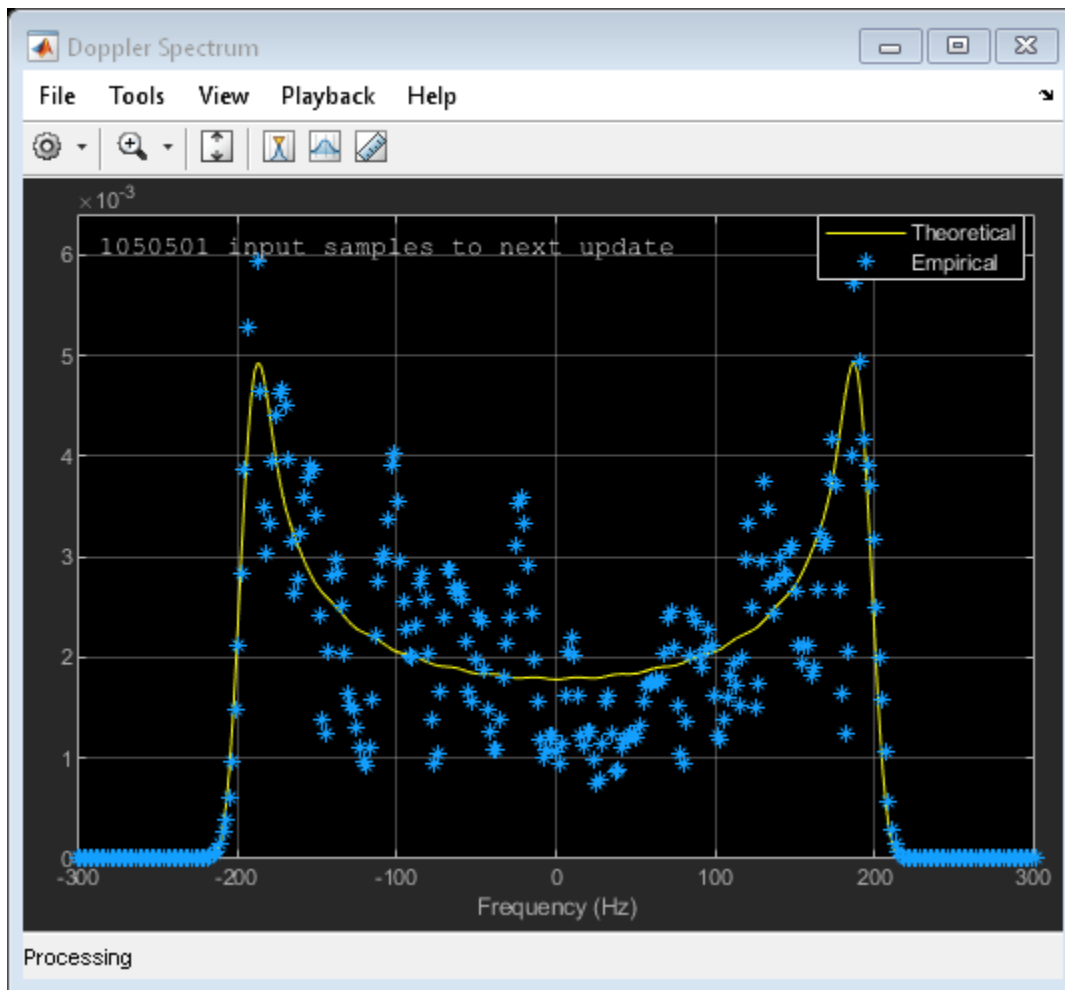 Doppler Spectrum
File Tools View Playback Help
×10^-3
1050501 input samples to next update
Theoretical
Empirical
6
5
4
3
2
1
0
-300 -200 -100 0 100 200 300
Frequency (Hz)
Processing